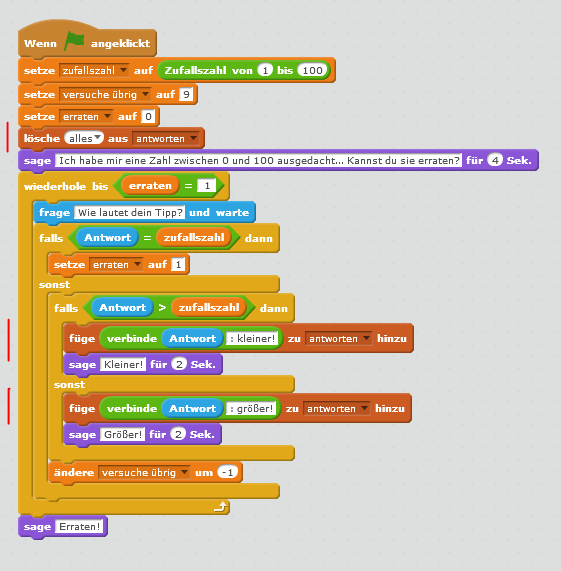 Wenn angeklickt
setze zufallszahl auf Zufallszahl von 1 bis 100
setze versuche übrig auf 9
setze erraten auf 0
lösche alles aus antworten
sage Ich habe mir eine Zahl zwischen 0 und 100 ausgedacht... Kannst du sie erraten? für 4 Sek.
wiederhole bis erraten = 1
frage Wie lautet dein Tipp? und warte
falls Antwort = zufallszahl dann
setze erraten auf 1
sonst
falls Antwort > zufallszahl dann
füge verbinde Antwort : kleiner! zu antworten hinzu
sage Kleiner! für 2 Sek.
sonst
füge verbinde Antwort : größer! zu antworten hinzu
sage Größer! für 2 Sek.
ändere versuche übrig um -1
sage Erraten!